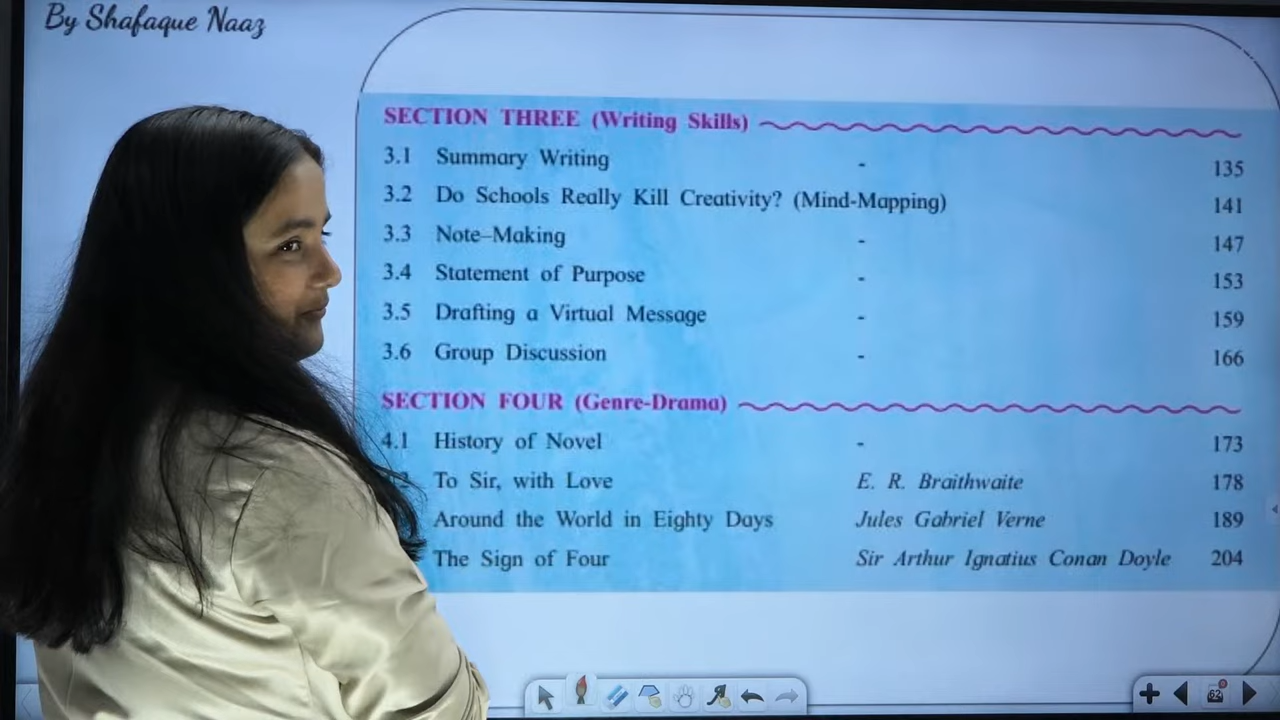 By Shafaque Naaz
SECTION THREE (Writing Skills)
3.1 Summary Writing - 135
3.2 Do Schools Really Kill Creativity? (Mind-Mapping) 141
3.3 Note–Making - 147
3.4 Statement of Purpose - 153
3.5 Drafting a Virtual Message - 159
3.6 Group Discussion - 166
SECTION FOUR (Genre-Drama)
4.1 History of Novel - 173
To Sir, with Love E. R. Braithwaite 178
Around the World in Eighty Days Jules Gabriel Verne 189
The Sign of Four Sir Arthur Ignatius Conan Doyle 204
62